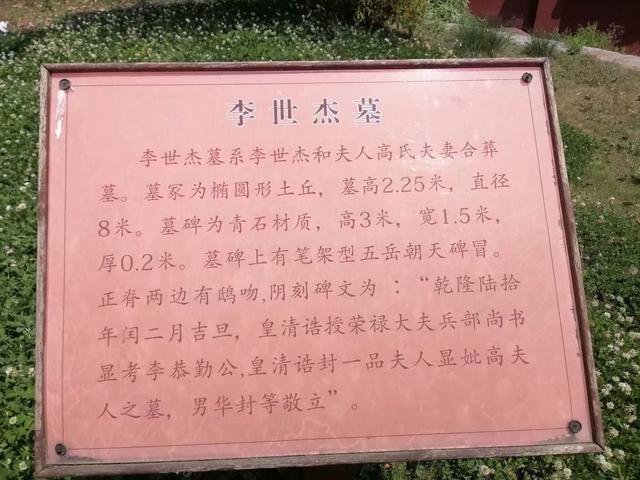 李世杰墓
李世杰墓系李世杰和夫人高氏夫妻合葬
墓。墓冢为椭圆形土丘，墓高2.25米，直径
8米。墓碑为青石材质，高3米，宽1.5米，
厚0.2米。墓碑上有笔架型五岳朝天碑冒。
正脊两边有鸱吻,阴刻碑文为：“乾隆陆拾
年闰二月吉旦，皇清诰授荣禄大夫兵部尚书
显考李恭勤公,皇清诰封一品夫人显妣高夫
人之墓，男华封等敬立”。